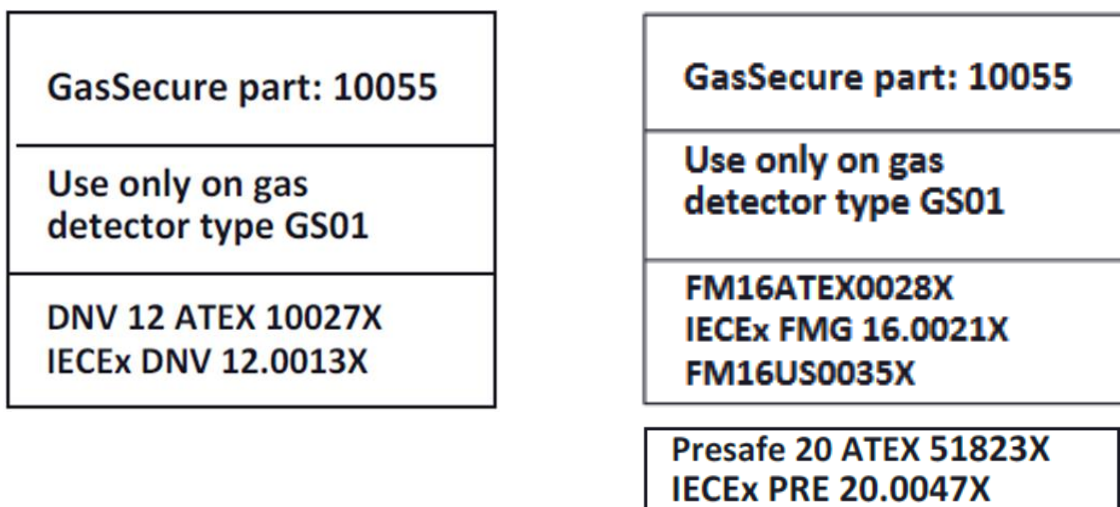 GasSecure part: 10055
Use only on gas
detector type GS01
DNV 12 ATEX 10027X
IECEx DNV 12.0013X
GasSecure part: 10055
Use only on gas
detector type GS01
FM16ATEX0028X
IECEx FMG 16.0021X
FM16US0035X
Presafe 20 ATEX 51823X
IECEx PRE 20.0047X